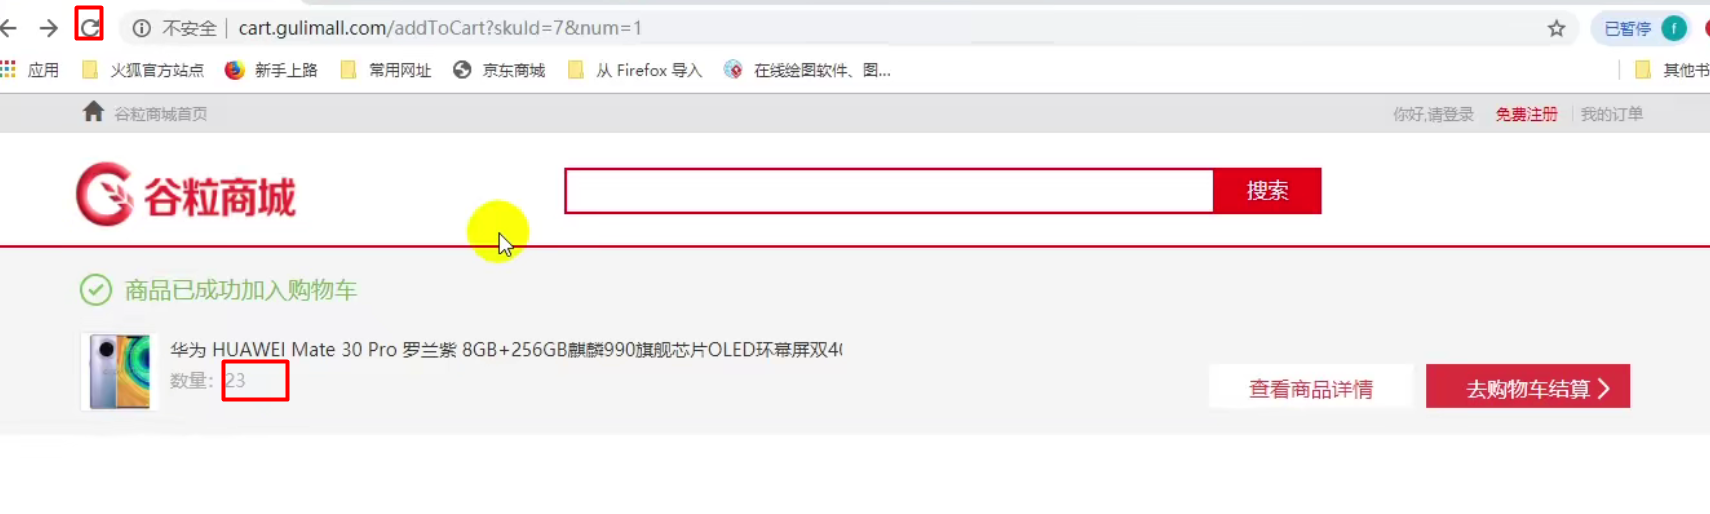 不安全 cart.gulimall.com/addToCart?skuId=7&num=1 已暂停 f
应用 火狐官方站点 新手上路 常用网址 京东商城 从 Firefox 导入 在线绘图软件、图... 其他书
谷粒商城首页 你好,请登录 免费注册 我的订单
谷粒商城 搜索
商品已成功加入购物车
华为 HUAWEI Mate 30 Pro 罗兰紫 8GB+256GB麒麟990旗舰芯片OLED环幕屏双4
数量：23
查看商品详情 去购物车结算